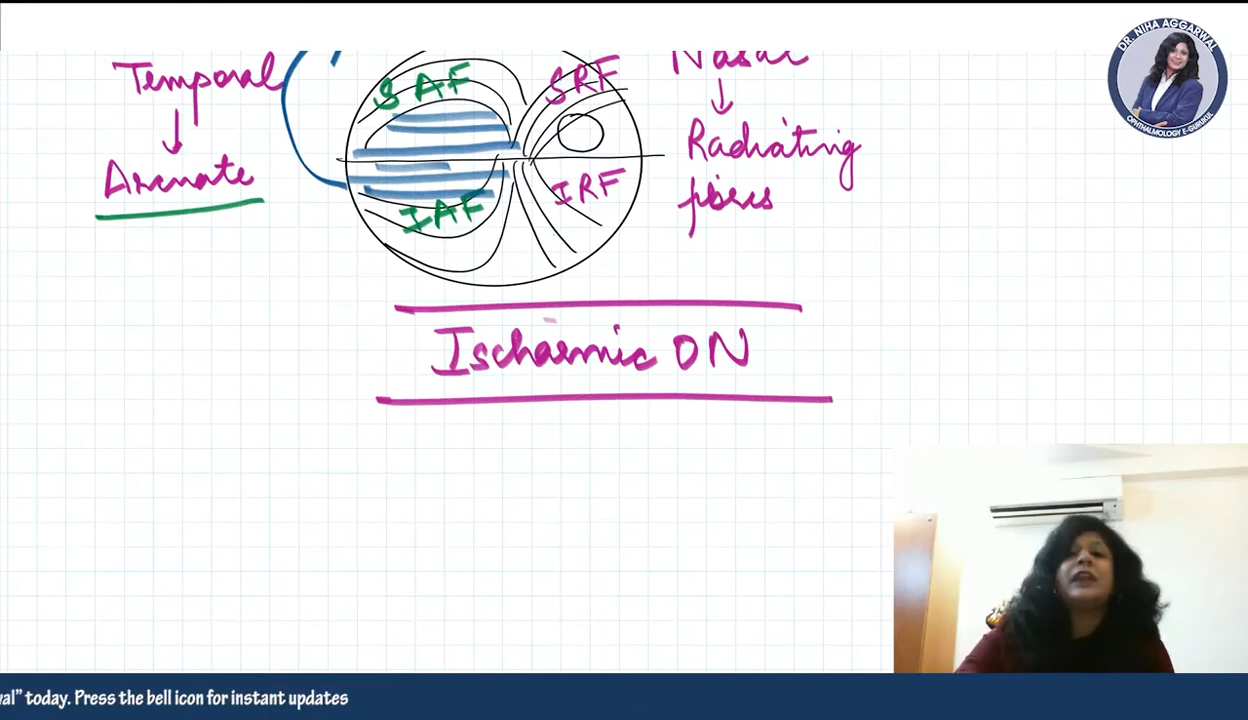 Temporal
↓
Arcuate
SAF
SRF
IAF
IRF
Nasal
↓
Radiating
fibres
Ischaemic ON
DR. NIHA AGGARWAL
OPHTHALMOLOGY E-GURUKUL
today. Press the bell icon for instant updates